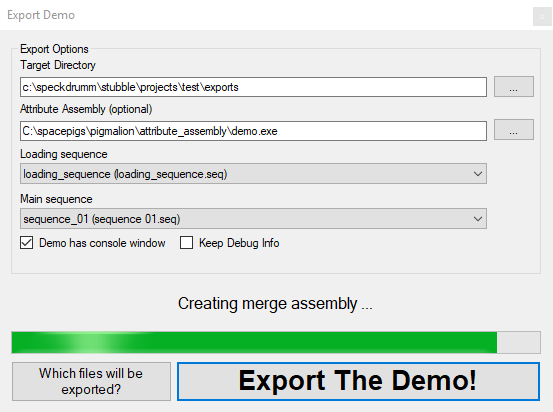 Export Demo
Export Options
Target Directory
c:\speckdrumm\stubble\projects\test\exports
...
Attribute Assembly (optional)
C:\spacepigs\pigmalion\attribute_assembly\demo.exe
...
Loading sequence
loading_sequence (loading_sequence.seq)
Main sequence
sequence_01 (sequence 01.seq)
Demo has console window
Keep Debug Info
Creating merge assembly ...
Which files will be
exported?
Export The Demo!